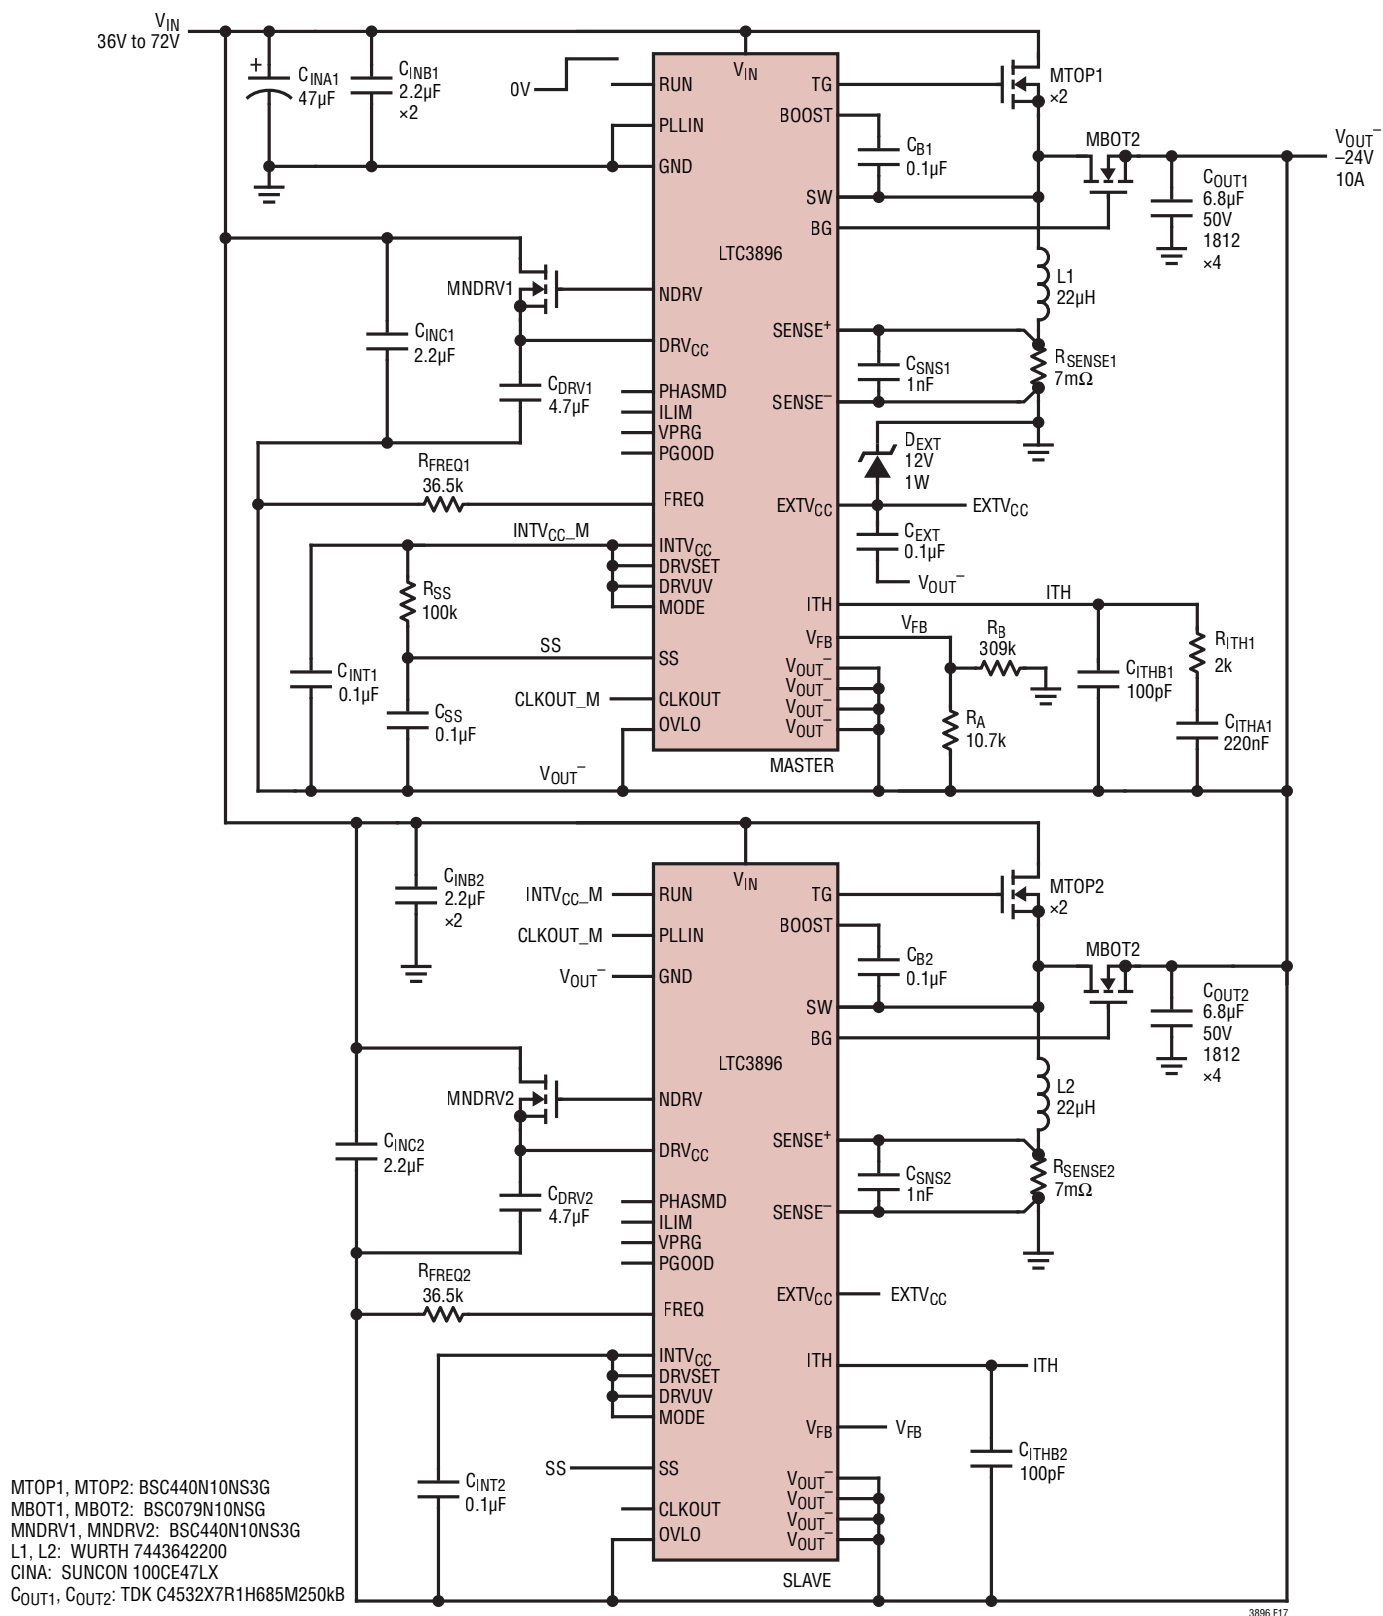 VIN
36V to 72V
+
CINA1
47µF
CINB1
2.2µF
×2
0V
RUN
PLLIN
GND
VIN
TG
BOOST
SW
BG
LTC3896
CB1
0.1µF
MTOP1
×2
MBOT2
VOUT–
–24V
10A
COUT1
6.8µF
50V
1812
×4
L1
22µH
MNDRV1
NDRV
CINC1
2.2µF
DRVCC
CDRV1
4.7µF
PHASMD
ILIM
VPRG
PGOOD
SENSE+
CSNS1
1nF
SENSE–
RSENSE1
7mΩ
DEXT
12V
1W
RFREQ1
36.5k
FREQ
EXTVCC
EXTVCC
CEXT
0.1µF
VOUT–
INTVCC_M
INTVCC
DRVSET
DRVUV
MODE
RSS
100k
SS
SS
CINT1
0.1µF
CSS
0.1µF
CLKOUT_M
CLKOUT
OVLO
VOUT–
ITH
ITH
VFB
VFB
RB
309k
VOUT–
VOUT–
VOUT–
VOUT–
RA
10.7k
CITHB1
100pF
RITH1
2k
CITHA1
220nF
MASTER
CINB2
2.2µF
×2
INTVCC_M
RUN
CLKOUT_M
PLLIN
VOUT–
GND
VIN
TG
BOOST
SW
BG
LTC3896
CB2
0.1µF
MTOP2
×2
MBOT2
COUT2
6.8µF
50V
1812
×4
L2
22µH
MNDRV2
NDRV
CINC2
2.2µF
DRVCC
CDRV2
4.7µF
PHASMD
ILIM
VPRG
PGOOD
SENSE+
CSNS2
1nF
SENSE–
RSENSE2
7mΩ
RFREQ2
36.5k
FREQ
EXTVCC
EXTVCC
INTVCC
DRVSET
DRVUV
MODE
ITH
ITH
VFB
VFB
CITHB2
100pF
SS
SS
CINT2
0.1µF
CLKOUT
OVLO
VOUT–
VOUT–
VOUT–
VOUT–
SLAVE
MTOP1, MTOP2: BSC440N10NS3G
MBOT1, MBOT2: BSC079N10NSG
MNDRV1, MNDRV2: BSC440N10NS3G
L1, L2: WURTH 7443642200
CINA: SUNCON 100CE47LX
COUT1, COUT2: TDK C4532X7R1H685M250kB
3896 F17